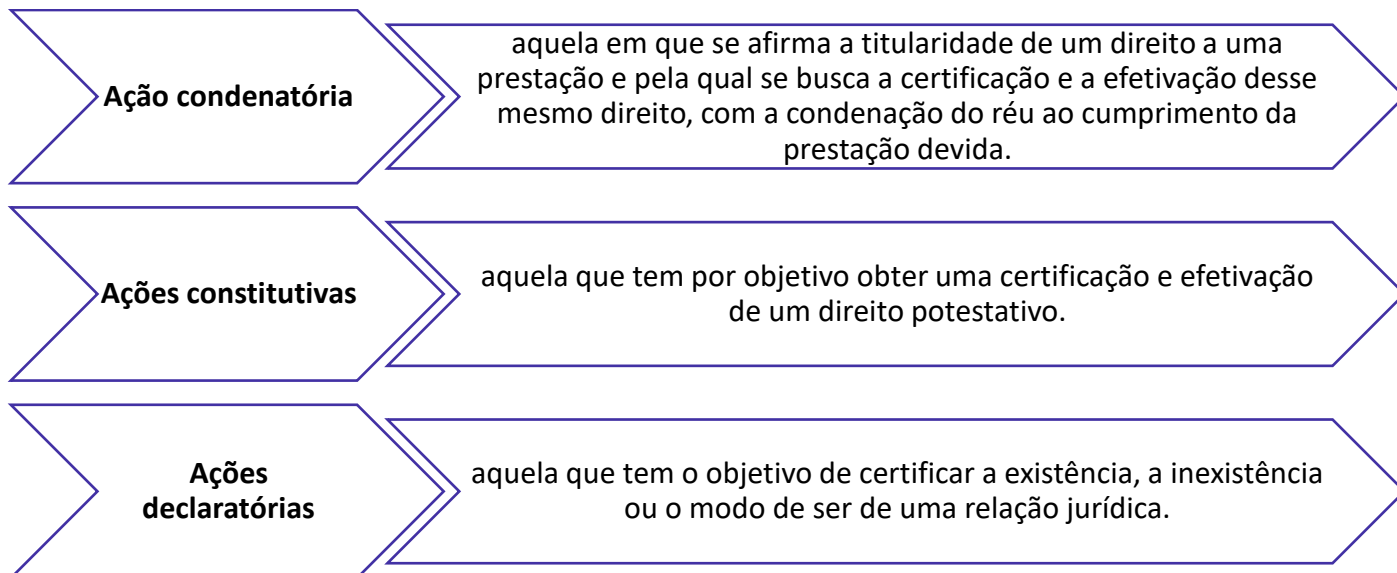 Ação condenatória
aquela em que se afirma a titularidade de um direito a uma
prestação e pela qual se busca a certificação e a efetivação desse
mesmo direito, com a condenação do réu ao cumprimento da
prestação devida.
Ações constitutivas
aquela que tem por objetivo obter uma certificação e efetivação
de um direito potestativo.
Ações
declaratórias
aquela que tem o objetivo de certificar a existência, a inexistência
ou o modo de ser de uma relação jurídica.